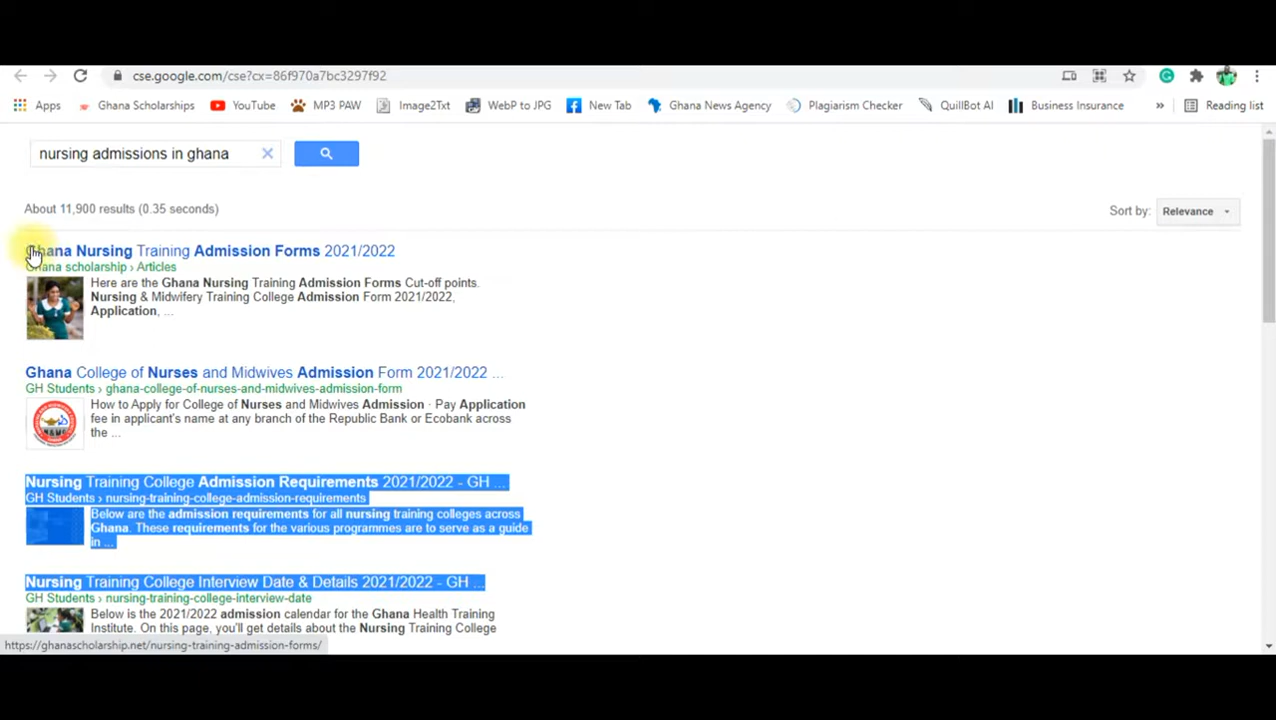 cse.google.com/cse?cx=86f970a7bc3297f92
Apps Ghana Scholarships YouTube MP3 PAW Image2Txt WebP to JPG New Tab Ghana News Agency Plagiarism Checker QuillBot AI Business Insurance » Reading list
nursing admissions in ghana
About 11,900 results (0.35 seconds)
Sort by: Relevance
Ghana Nursing Training Admission Forms 2021/2022
Ghana scholarship › Articles
Here are the Ghana Nursing Training Admission Forms Cut-off points.
Nursing & Midwifery Training College Admission Form 2021/2022,
Application, ...
Ghana College of Nurses and Midwives Admission Form 2021/2022 ...
GH Students › ghana-college-of-nurses-and-midwives-admission-form
How to Apply for College of Nurses and Midwives Admission · Pay Application
fee in applicant's name at any branch of the Republic Bank or Ecobank across
the ...
Nursing Training College Admission Requirements 2021/2022 - GH ...
GH Students › nursing-training-college-admission-requirements
Below are the admission requirements for all nursing training colleges across
Ghana. These requirements for the various programmes are to serve as a guide
in ...
Nursing Training College Interview Date & Details 2021/2022 - GH ...
GH Students › nursing-training-college-interview-date
Below is the 2021/2022 admission calendar for the Ghana Health Training
Institute. On this page, you'll get details about the Nursing Training College
https://ghanascholarship.net/nursing-training-admission-forms/